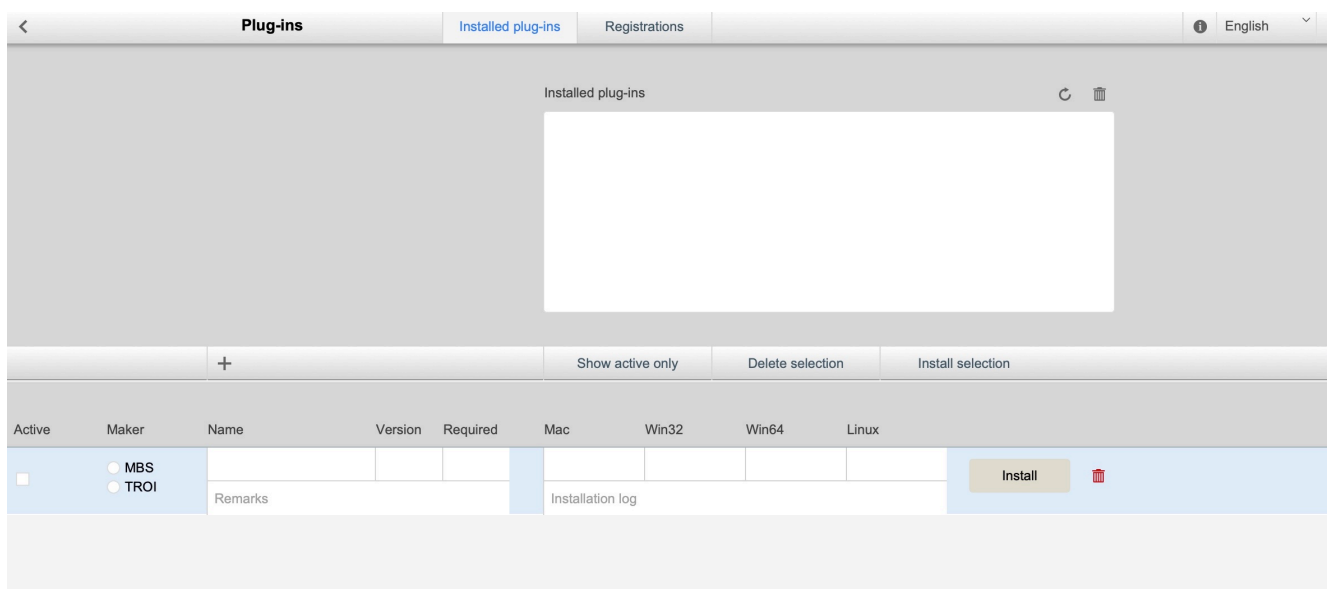 Plug-ins Installed plug-ins Registrations English
Installed plug-ins
Show active only Delete selection Install selection
Active Maker Name Version Required Mac Win32 Win64 Linux
MBS
TROI
Install
Remarks Installation log